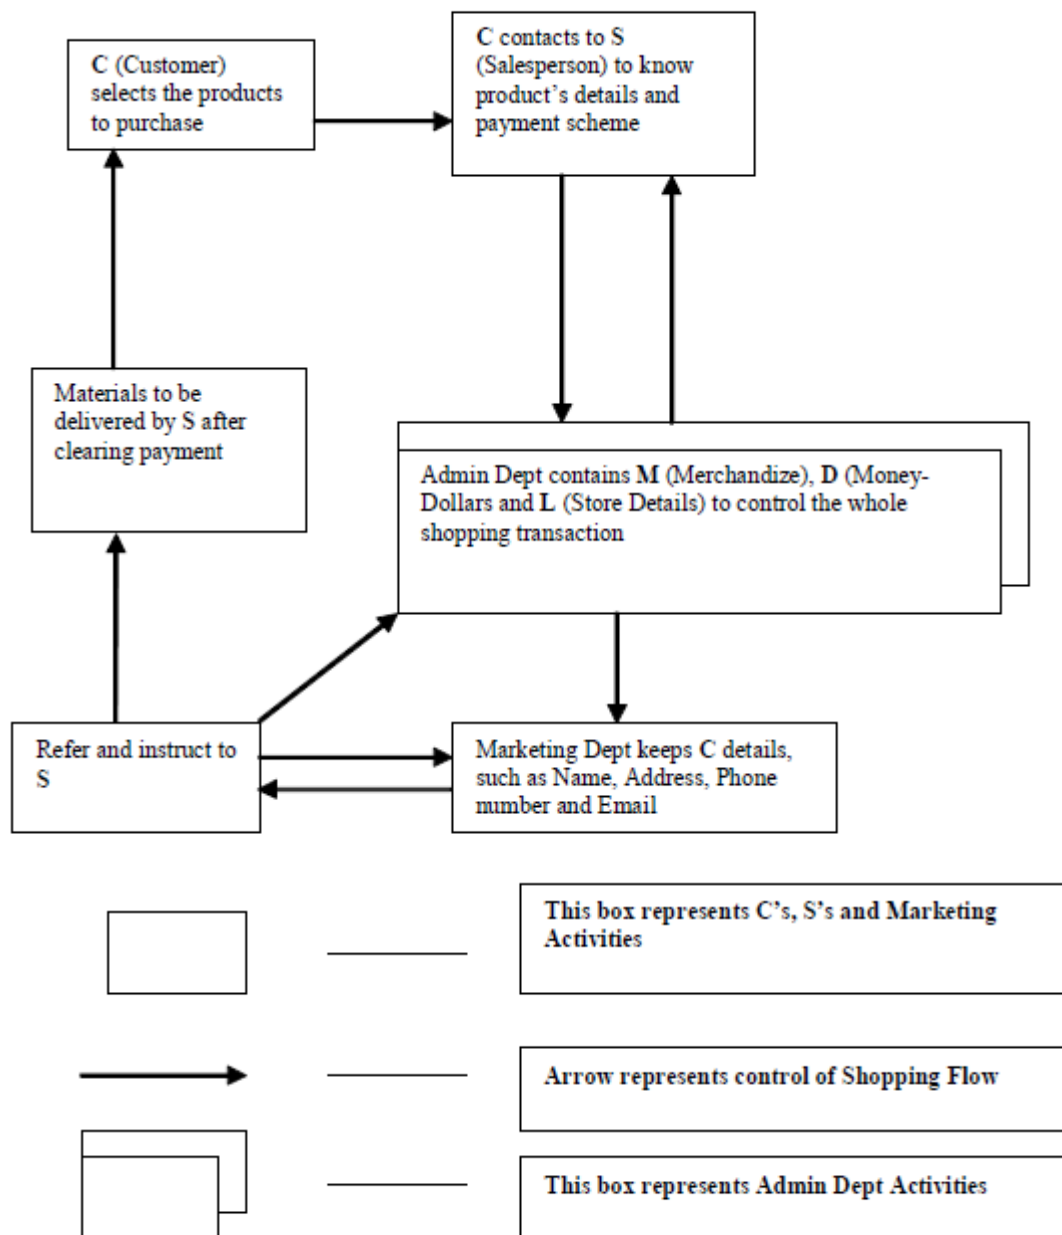 C (Customer)
selects the products
to purchase
C contacts to S
(Salesperson) to know
product’s details and
payment scheme
Materials to be
delivered by S after
clearing payment
Admin Dept contains M (Merchandize), D (Money-
Dollars and L (Store Details) to control the whole
shopping transaction
Refer and instruct to
S
Marketing Dept keeps C details,
such as Name, Address, Phone
number and Email
This box represents C’s, S’s and Marketing
Activities
Arrow represents control of Shopping Flow
This box represents Admin Dept Activities